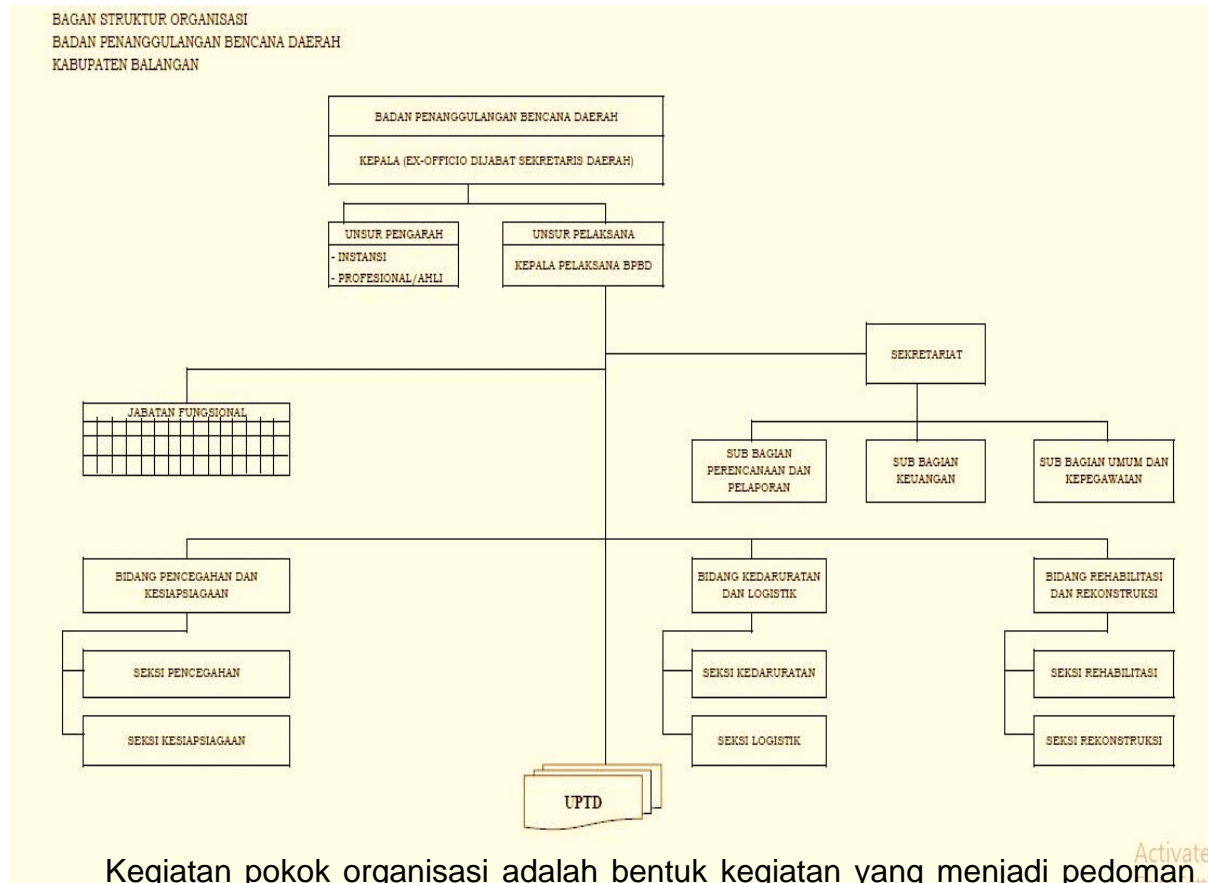 BAGAN STRUKTUR ORGANISASI
BADAN PENANGGULANGAN BENCANA DAERAH
KABUPATEN BALANGAN
BADAN PENANGGULANGAN BENCANA DAERAH
KEPALA (EX-OFFICIO DIJABAT SEKRETARIS DAERAH)
UNSUR PENGARAH
- INSTANSI
- PROFESIONAL/AHLI
UNSUR PELAKSANA
KEPALA PELAKSANA BPBD
SEKRETARIAT
JABATAN FUNGSIONAL
SUB BAGIAN
PERENCANAAN DAN
PELAPORAN
SUB BAGIAN
KEUANGAN
SUB BAGIAN UMUM DAN
KEPEGAWAIAN
BIDANG PENCEGAHAN DAN
KESIAPSIAGAAN
BIDANG KEDARURATAN
DAN LOGISTIK
BIDANG REHABILITASI
DAN REKONSTRUKSI
SEKSI PENCEGAHAN
SEKSI KEDARURATAN
SEKSI REHABILITASI
SEKSI KESIAPSIAGAAN
SEKSI LOGISTIK
SEKSI REKONSTRUKSI
UPTD
Activate
Kegiatan pokok organisasi adalah bentuk kegiatan yang menjadi pedoman